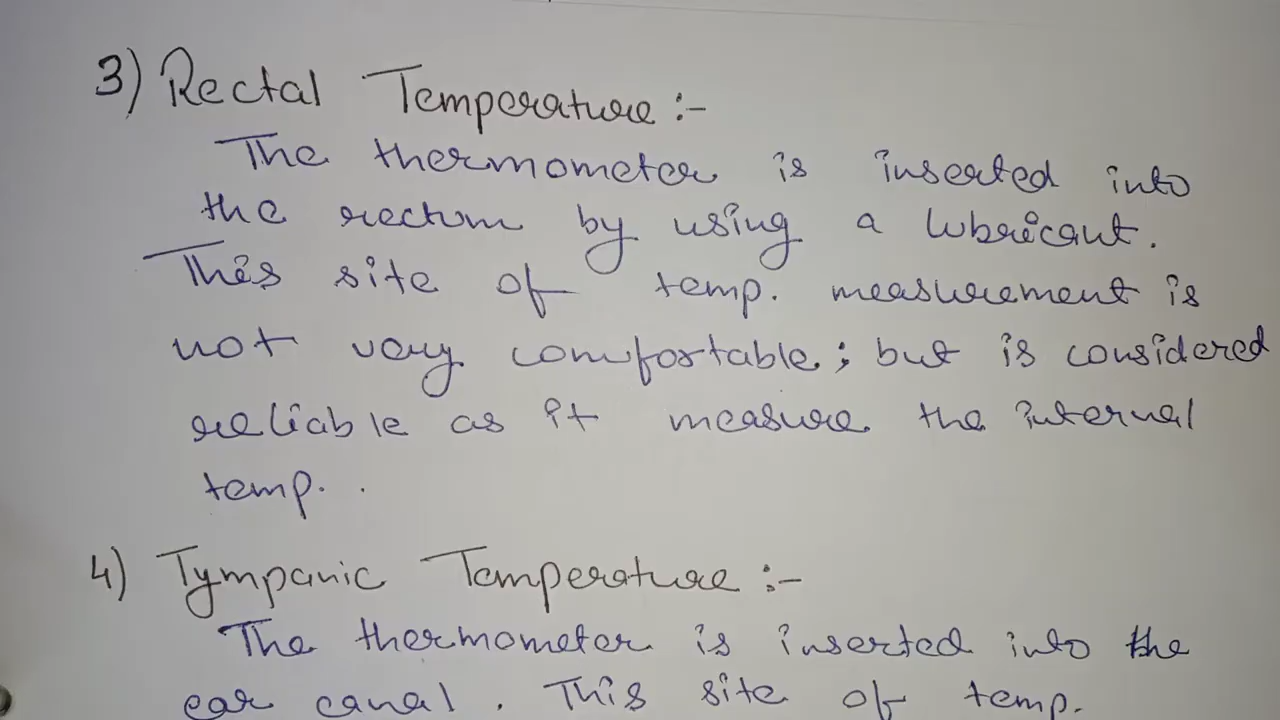 3) Rectal Temperature :-
The thermometer is inserted into
the rectum by using a lubricant.
This site of temp. measurement is
not very comfortable; but is considered
reliable as it measure the internal
temp. .
4) Tympanic Temperature :-
The thermometer is inserted into the
ear canal. This site of temp.